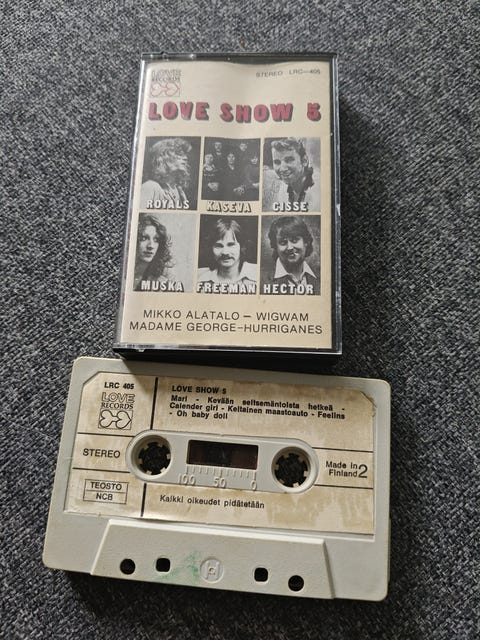 LOVE
RECORDS
STEREO LRC—405
LOVE SHOW 5
ROYALS
KASEVA
CISSE
MUSKA
FREEMAN
HECTOR
MIKKO ALATALO — WIGWAM
MADAME GEORGE-HURRIGANES
LRC 405
LOVE
RECORDS
LOVE SHOW 5
Mari - Kevään seitsemäntoista hetkeä -
Calender girl - Keltainen maastoauto - Feelins
- Oh baby doll
STEREO
100 50 0
Made in
Finland 2
TEOSTO
NCB
Kaikki oikeudet pidätetään